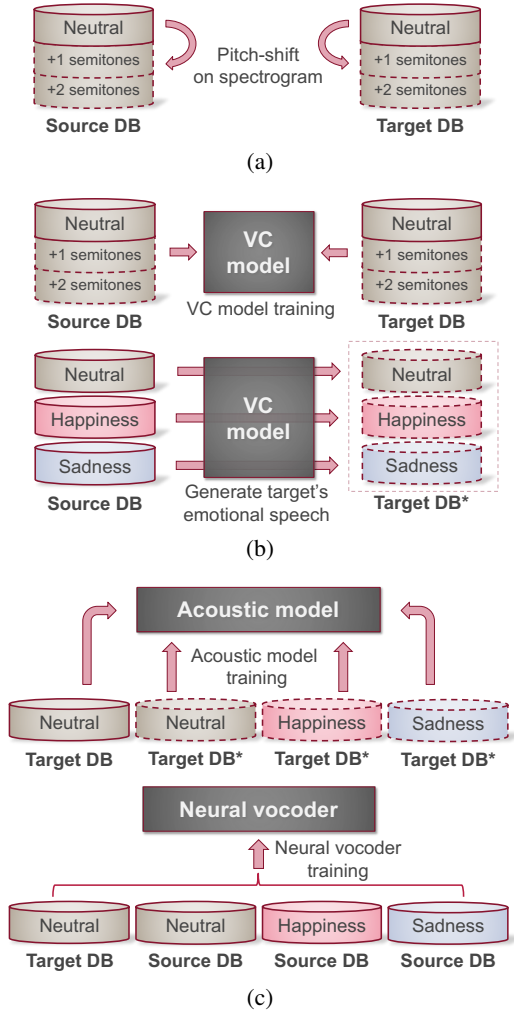 Neutral
Neutral
+1 semitones
Pitch-shift
+1 semitones
on spectrogram
+2 semitones
+2 semitones
Source DB
Target DB
(a)
Neutral
VC
model
Neutral
+1 semitones
+1 semitones
+2 semitones
+2 semitones
VC model training
Source DB
Target DB
Neutral
Neutral
Happiness
VC
model
Happiness
Sadness
Sadness
Source DB
Generate target's
emotional speech
Target DB*
(b)
Acoustic model
Acoustic model
training
Neutral
Neutral
Happiness
Sadness
Target DB
Target DB*
Target DB*
Target DB*
Neural vocoder
Neural vocoder
training
Neutral
Neutral
Happiness
Sadness
Target DB
Source DB
Source DB
Source DB
(c)